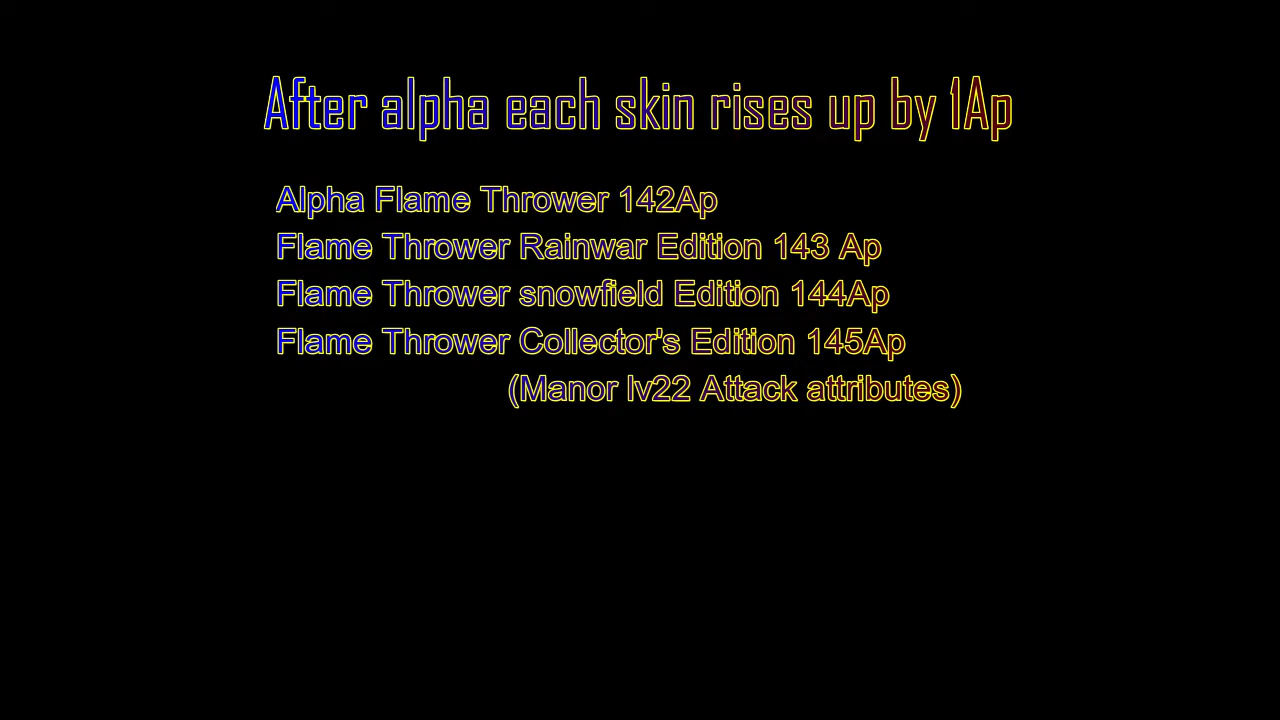 After alpha each skin rises up by 1Ap
Alpha Flame Thrower 142Ap
Flame Thrower Rainwar Edition 143 Ap
Flame Thrower snowfield Edition 144Ap
Flame Thrower Collector's Edition 145Ap
(Manor lv22 Attack attributes)